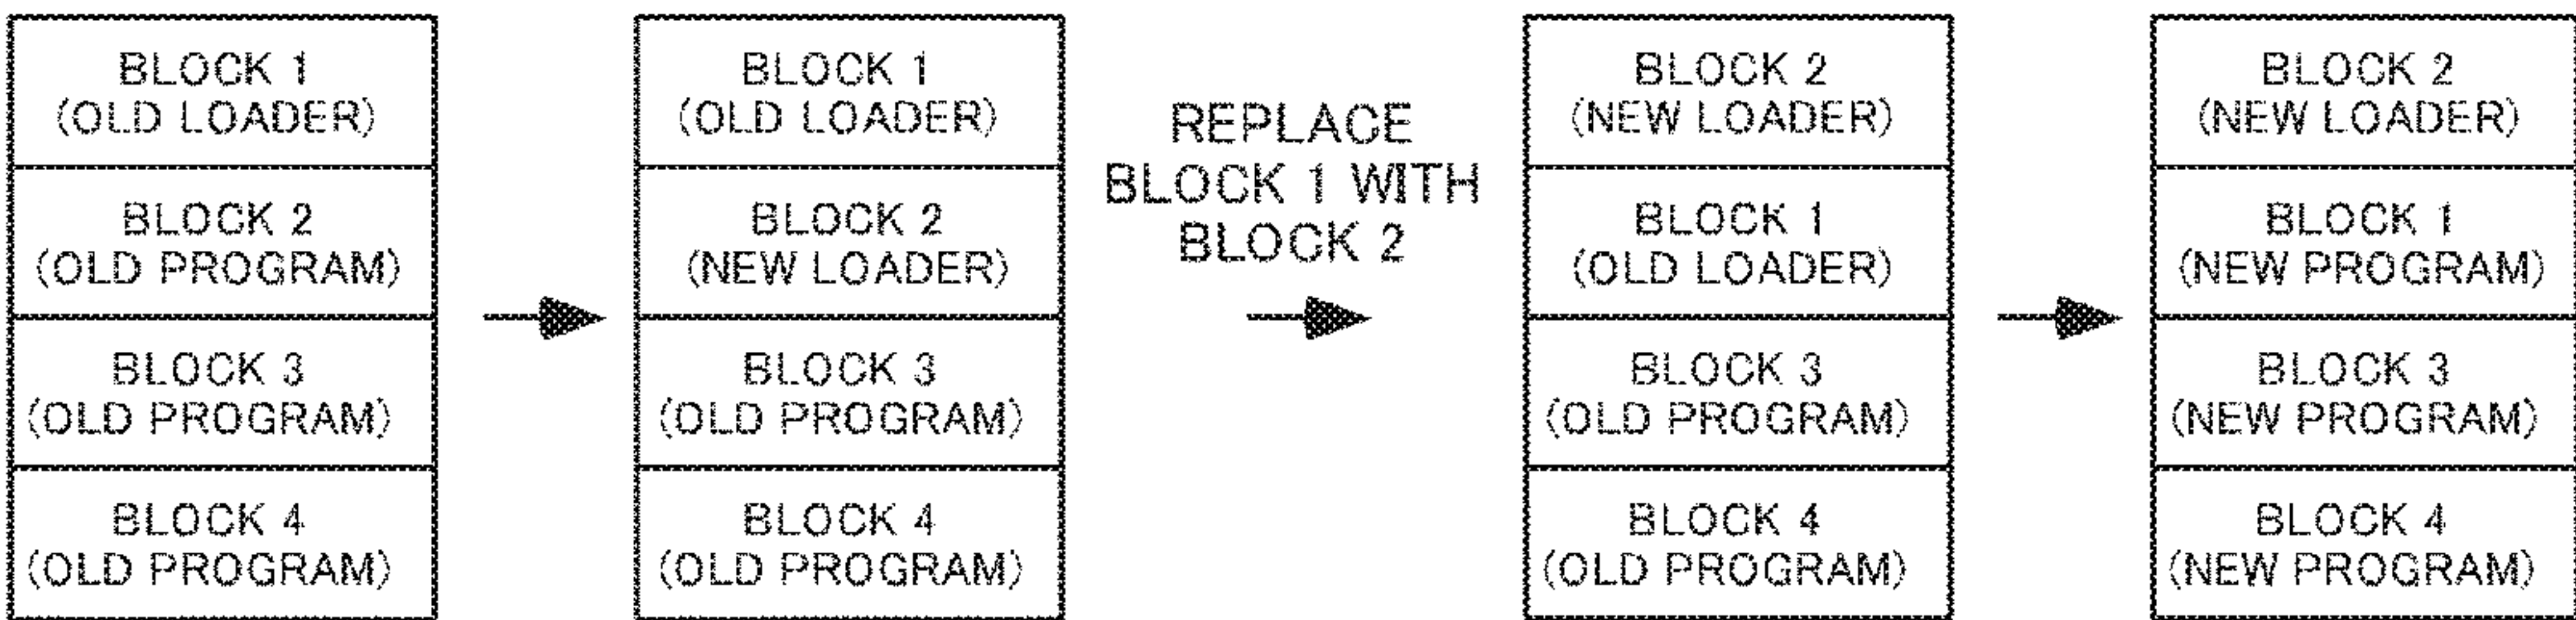 BLOCK 1
(OLD LOADER)
BLOCK 2
(OLD PROGRAM)
BLOCK 3
(OLD PROGRAM)
BLOCK 4
(OLD PROGRAM)
BLOCK 1
(OLD LOADER)
BLOCK 2
(NEW LOADER)
BLOCK 3
(OLD PROGRAM)
BLOCK 4
(OLD PROGRAM)
REPLACE
BLOCK 1 WITH
BLOCK 2
BLOCK 2
(NEW LOADER)
BLOCK 1
(OLD LOADER)
BLOCK 3
(OLD PROGRAM)
BLOCK 4
(OLD PROGRAM)
BLOCK 2
(NEW LOADER)
BLOCK 1
(NEW PROGRAM)
BLOCK 3
(NEW PROGRAM)
BLOCK 4
(NEW PROGRAM)